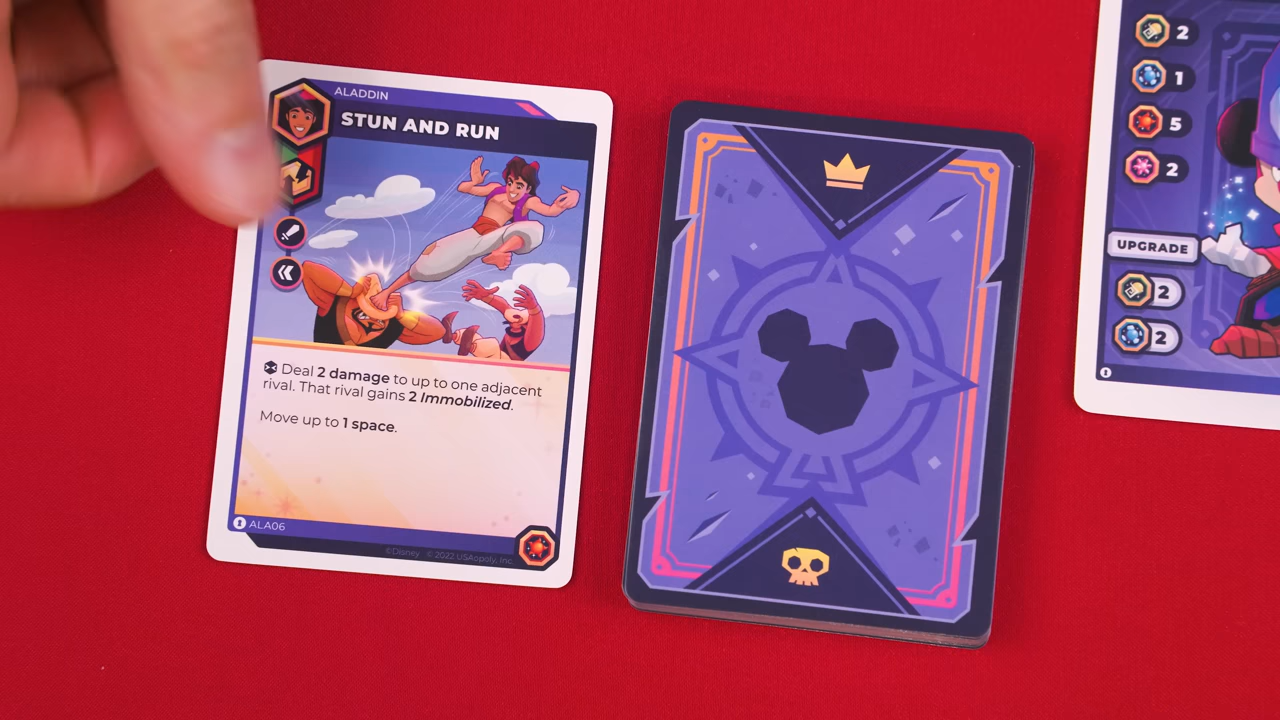 ALADDIN
STUN AND RUN
Deal 2 damage to up to one adjacent
rival. That rival gains 2 Immobilized.
Move up to 1 space.
ALA06
©Disney © 2022 USAopoly, Inc.
2
1
5
2
UPGRADE
2
2